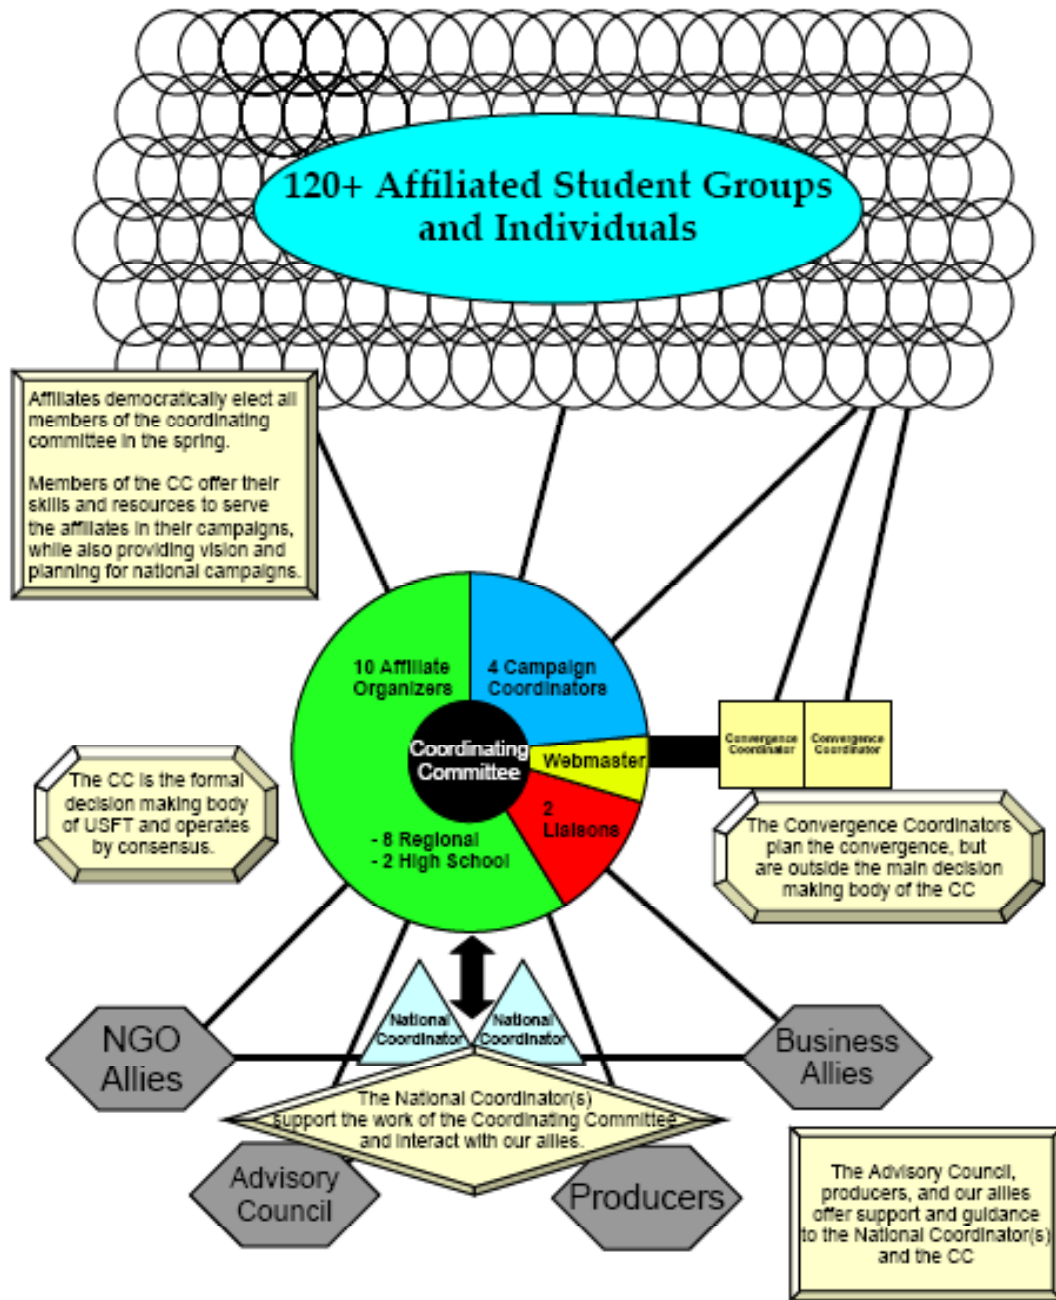 120+ Affiliated Student Groups
and Individuals
Affiliates democratically elect all
members of the coordinating
committee in the spring.
Members of the CC offer their
skills and resources to serve
the affiliates in their campaigns,
while also providing vision and
planning for national campaigns.
10 Affiliate
Organizers
4 Campaign
Coordinators
Coordinating
Committee
Webmaster
2
Liaisons
- 8 Regional
- 2 High School
Convergence
Coordinator
Convergence
Coordinator
The CC is the formal
decision making body
of USFT and operates
by consensus.
The Convergence Coordinators
plan the convergence, but
are outside the main decision
making body of the CC
National
Coordinator
National
Coordinator
NGO
Allies
Business
Allies
The National Coordinator(s)
support the work of the Coordinating Committee
and interact with our allies.
Advisory
Council
Producers
The Advisory Council,
producers, and our allies
offer support and guidance
to the National Coordinator(s)
and the CC